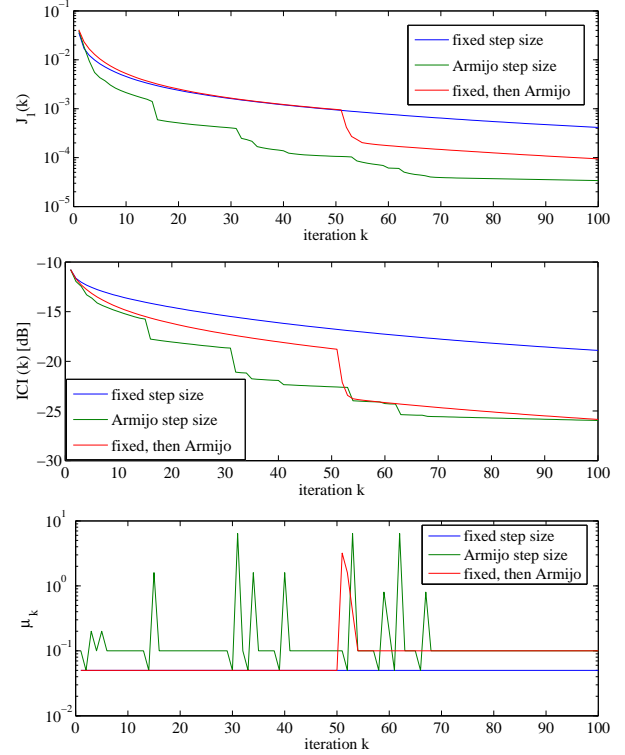 10^−1
10^−2
10^−3
10^−4
10^−5
J_1(k)
fixed step size
Armijo step size
fixed, then Armijo
0 10 20 30 40 50 60 70 80 90 100
iteration k
−10
−15
−20
−25
−30
ICI (k) [dB]
fixed step size
Armijo step size
fixed, then Armijo
0 10 20 30 40 50 60 70 80 90 100
iteration k
10^1
10^0
10^−1
10^−2
μ_k
fixed step size
Armijo step size
fixed, then Armijo
0 10 20 30 40 50 60 70 80 90 100
iteration k